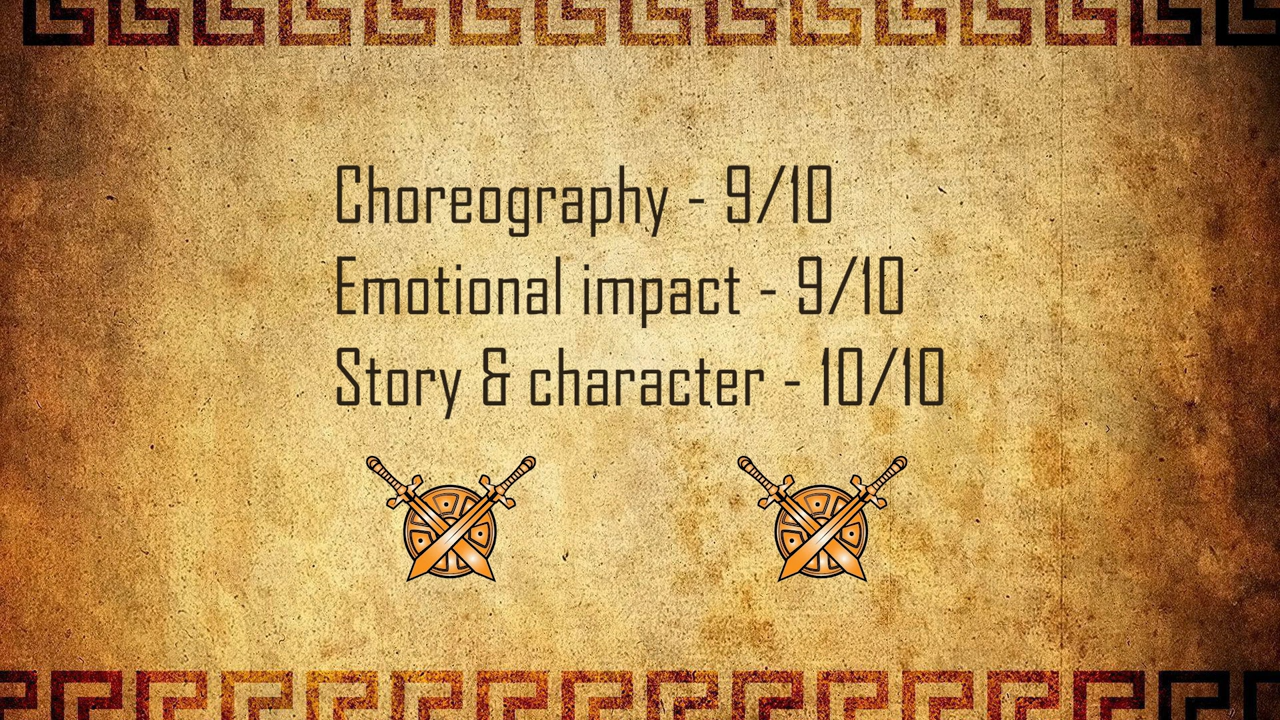 Choreography - 9/10
Emotional impact - 9/10
Story & character - 10/10